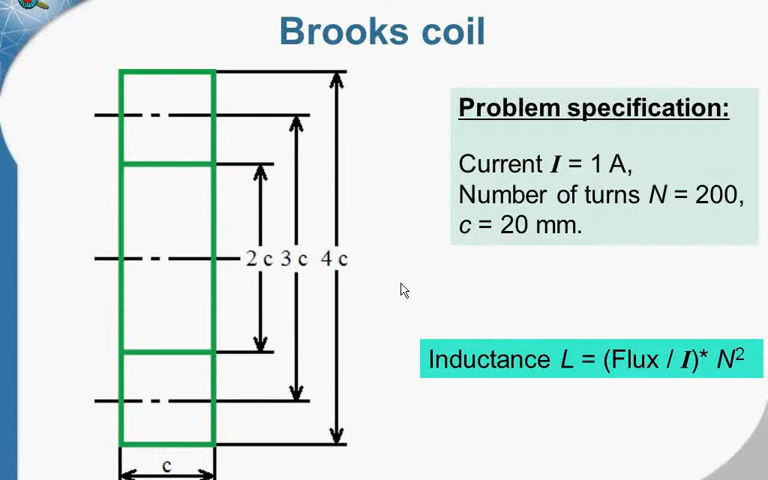 Brooks coil
Problem specification:
Current I = 1 A,
Number of turns N = 200,
c = 20 mm.
2 c 3 c 4 c
Inductance L = (Flux / I)* N²
c